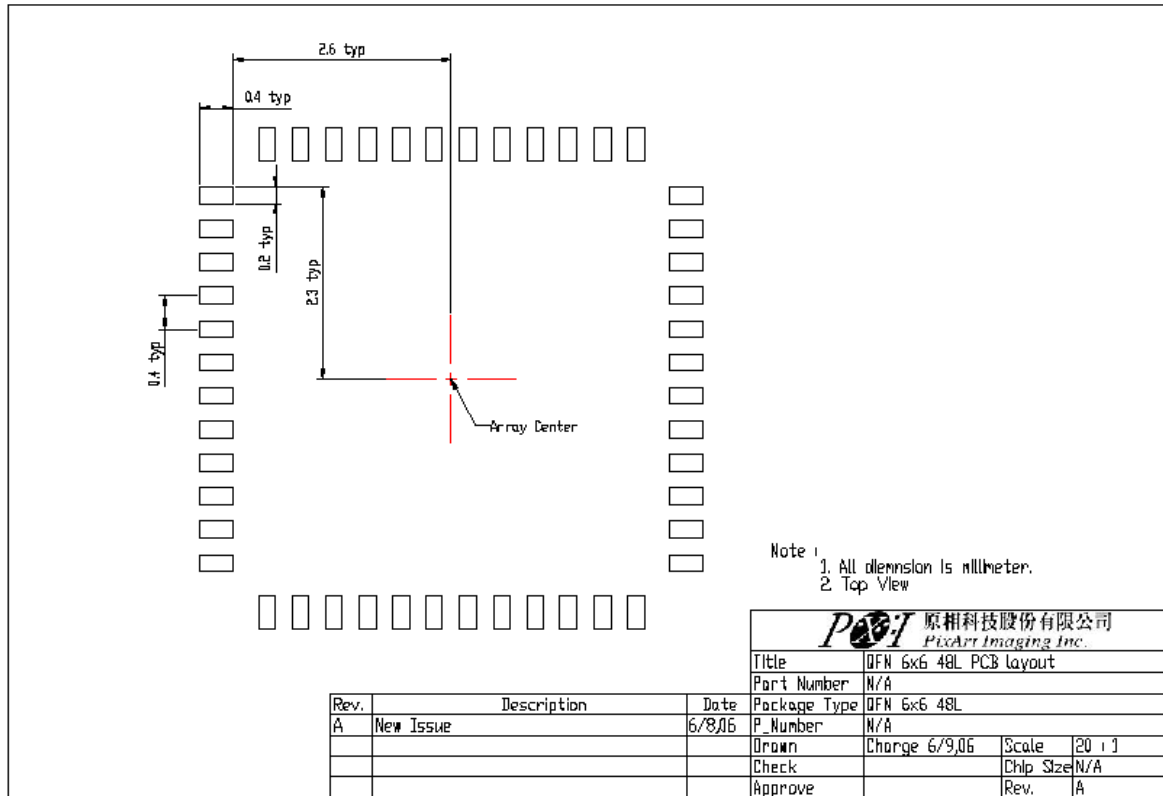 2.6 typ
0.4 typ
0.2 typ
2.3 typ
0.4 typ
Array Center
Note :
1. All diemnsion is millimeter.
2. Top View
原相科技股份有限公司
PixArt Imaging Inc.
Title QFN 6x6 48L PCB layout
Part Number N/A
Rev. Description Date Package Type QFN 6x6 48L
A New Issue 6/8,06 P_Number N/A
Drawn Charge 6/9,06 Scale 20 : 1
Check Chip Size N/A
Approve Rev. A